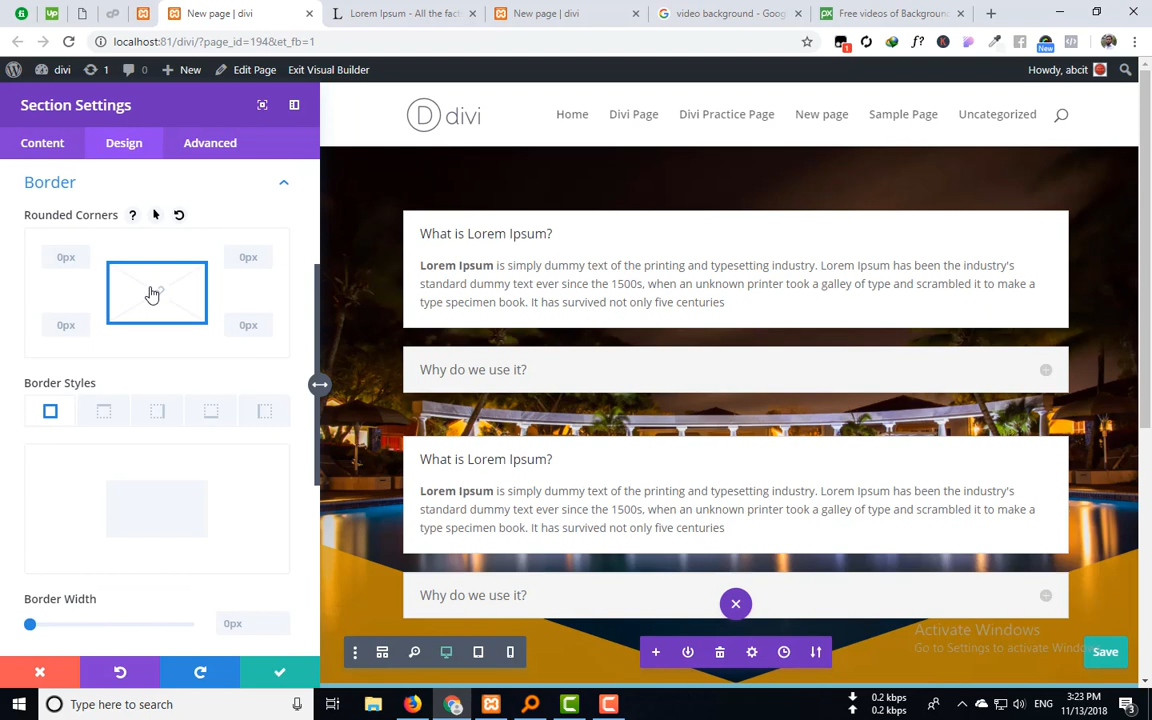 New page | divi
Lorem Ipsum - All the fact
New page | divi
video background - Goog
Free videos of Background
localhost:81/divi/?page_id=194&et_fb=1
1
New
divi
1
0
New
Edit Page
Exit Visual Builder
Howdy, abcit
Section Settings
Content
Design
Advanced
Border
Rounded Corners
0px
0px
0px
0px
Border Styles
Border Width
0px
D divi
Home
Divi Page
Divi Practice Page
New page
Sample Page
Uncategorized
What is Lorem Ipsum?
Lorem Ipsum is simply dummy text of the printing and typesetting industry. Lorem Ipsum has been the industry's
standard dummy text ever since the 1500s, when an unknown printer took a galley of type and scrambled it to make a
type specimen book. It has survived not only five centuries
Why do we use it?
What is Lorem Ipsum?
Lorem Ipsum is simply dummy text of the printing and typesetting industry. Lorem Ipsum has been the industry's
standard dummy text ever since the 1500s, when an unknown printer took a galley of type and scrambled it to make a
type specimen book. It has survived not only five centuries
Why do we use it?
Activate Windows
Go to Settings to activate Windows.
Save
Type here to search
0.2 kbps
0.2 kbps
ENG
3:23 PM
11/13/2018
3